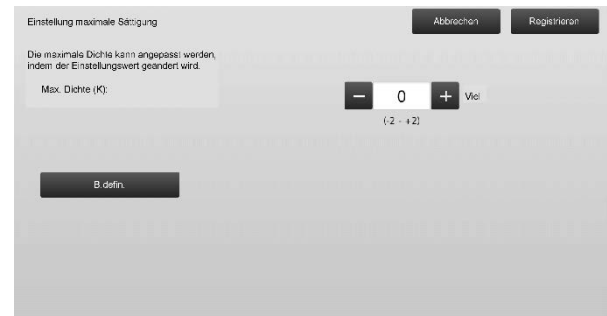 Einstellung maximale Sättigung
Abbrechen
Registrieren
Die maximale Dichte kann angepasst werden,
indem der Einstellungswert geändert wird.
Max. Dichte (K):
− 0 + Viel
(-2 - +2)
B.defin.